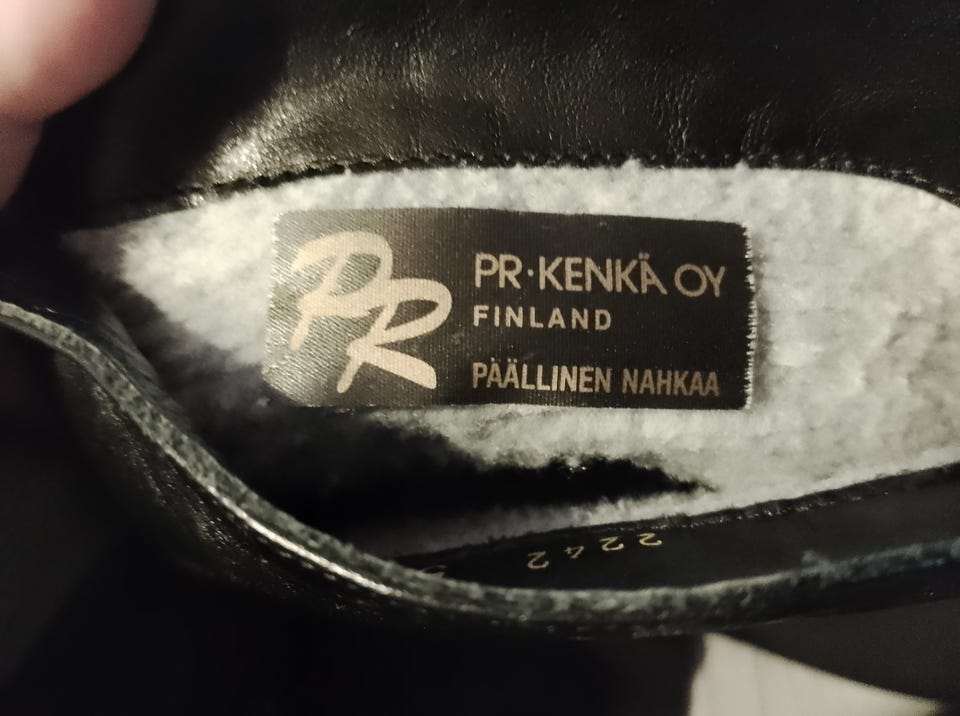 PR
PR·KENKÄ OY
FINLAND
PÄÄLLINEN NAHKAA
2242